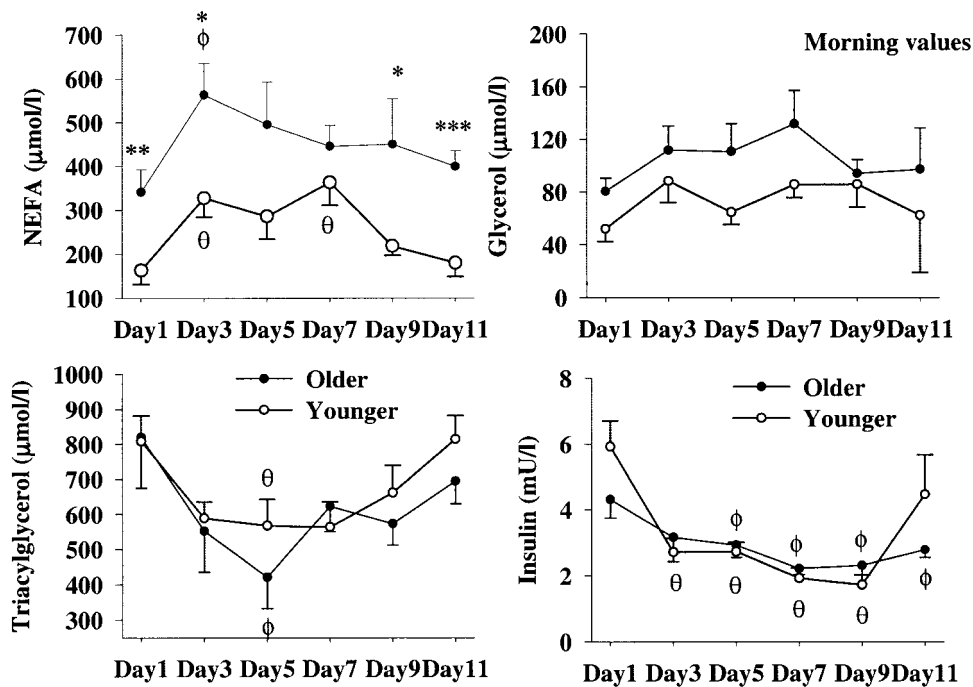 700
600
500
400
300
200
100
NEFA (µmol/l)
*
ϕ
*
**
***
θ
θ
Day1 Day3 Day5 Day7 Day9 Day11
200
160
120
80
40
0
Glycerol (µmol/l)
Morning values
Day1 Day3 Day5 Day7 Day9 Day11
1000
900
800
700
600
500
400
300
Triacylglycerol (µmol/l)
Older
Younger
θ
ϕ
Day1 Day3 Day5 Day7 Day9 Day11
8
6
4
2
0
Insulin (mU/l)
Older
Younger
ϕ
ϕ
ϕ
θ
θ
θ
θ
ϕ
Day1 Day3 Day5 Day7 Day9 Day11